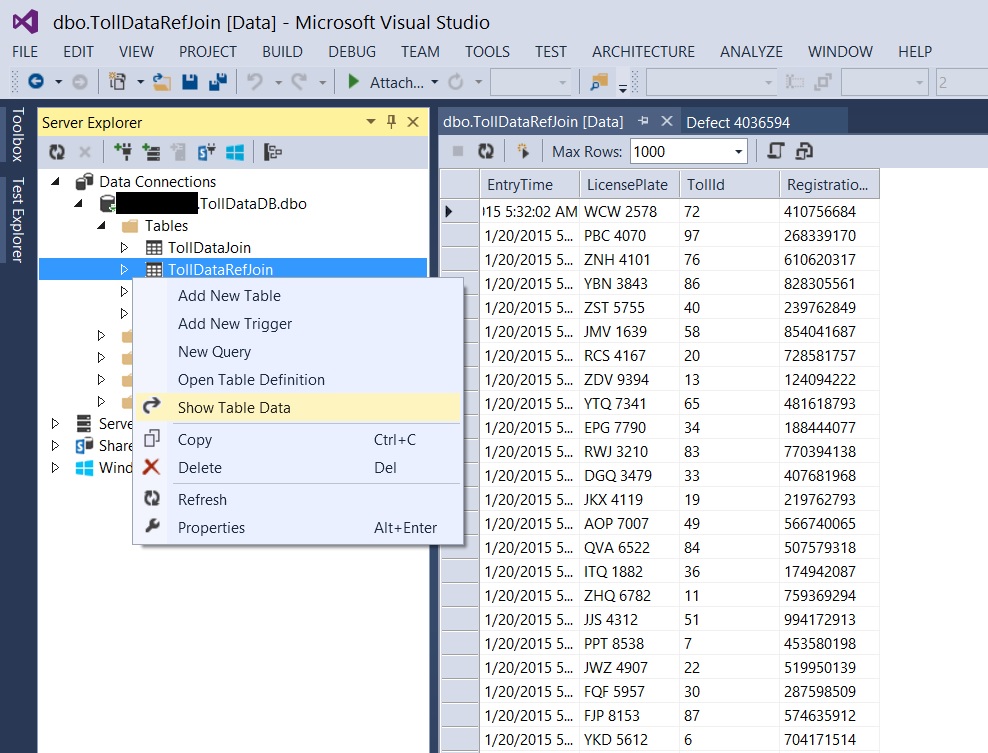 dbo.TollDataRefJoin [Data] - Microsoft Visual Studio
FILE EDIT VIEW PROJECT BUILD DEBUG TEAM TOOLS TEST ARCHITECTURE ANALYZE WINDOW HELP
Attach... 2
Toolbox
Test Explorer
Server Explorer
Data Connections
.TollDataDB.dbo
Tables
TollDataJoin
TollDataRefJoin
Add New Table
Add New Trigger
New Query
Open Table Definition
Show Table Data
Copy Ctrl+C
Delete Del
Refresh
Properties Alt+Enter
Serve
Share
Wind
dbo.TollDataRefJoin [Data] Defect 4036594
Max Rows: 1000
EntryTime LicensePlate TollId Registratio...
15 5:32:02 AM WCW 2578 72 410756684
1/20/2015 5... PBC 4070 97 268339170
1/20/2015 5... ZNH 4101 76 610620317
1/20/2015 5... YBN 3843 86 828305561
1/20/2015 5... ZST 5755 40 239762849
1/20/2015 5... JMV 1639 58 854041687
1/20/2015 5... RCS 4167 20 728581757
1/20/2015 5... ZDV 9394 13 124094222
1/20/2015 5... YTQ 7341 65 481618793
1/20/2015 5... EPG 7790 34 188444077
1/20/2015 5... RWJ 3210 83 770394138
1/20/2015 5... DGQ 3479 33 407681968
1/20/2015 5... JKX 4119 19 219762793
1/20/2015 5... AOP 7007 49 566740065
1/20/2015 5... QVA 6522 84 507579318
1/20/2015 5... ITQ 1882 36 174942087
1/20/2015 5... ZHQ 6782 11 759369294
1/20/2015 5... JJS 4312 51 994172913
1/20/2015 5... PPT 8538 7 453580198
1/20/2015 5... JWZ 4907 22 519950139
1/20/2015 5... FQF 5957 30 287598509
1/20/2015 5... FJP 8153 87 574635912
1/20/2015 5... YKD 5612 6 704171514